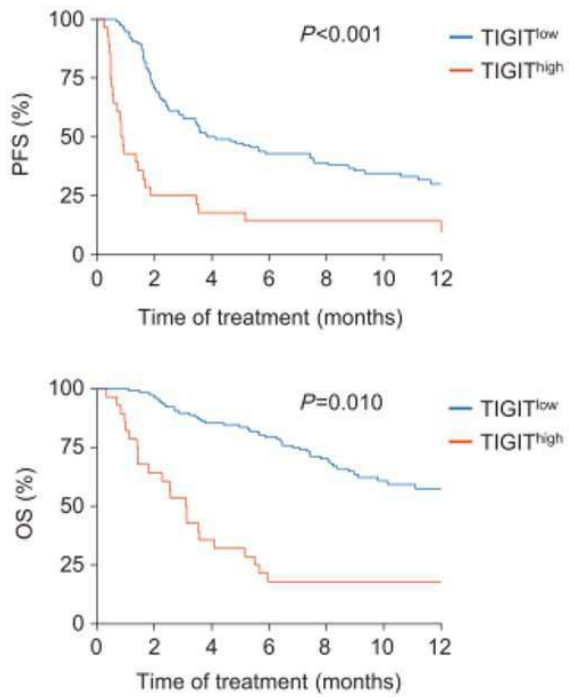 100
P<0.001
TIGITlow
TIGIThigh
75
PFS (%)
50
25
0
0 2 4 6 8 10 12
Time of treatment (months)
100
P=0.010
TIGITlow
TIGIThigh
75
OS (%)
50
25
0
0 2 4 6 8 10 12
Time of treatment (months)